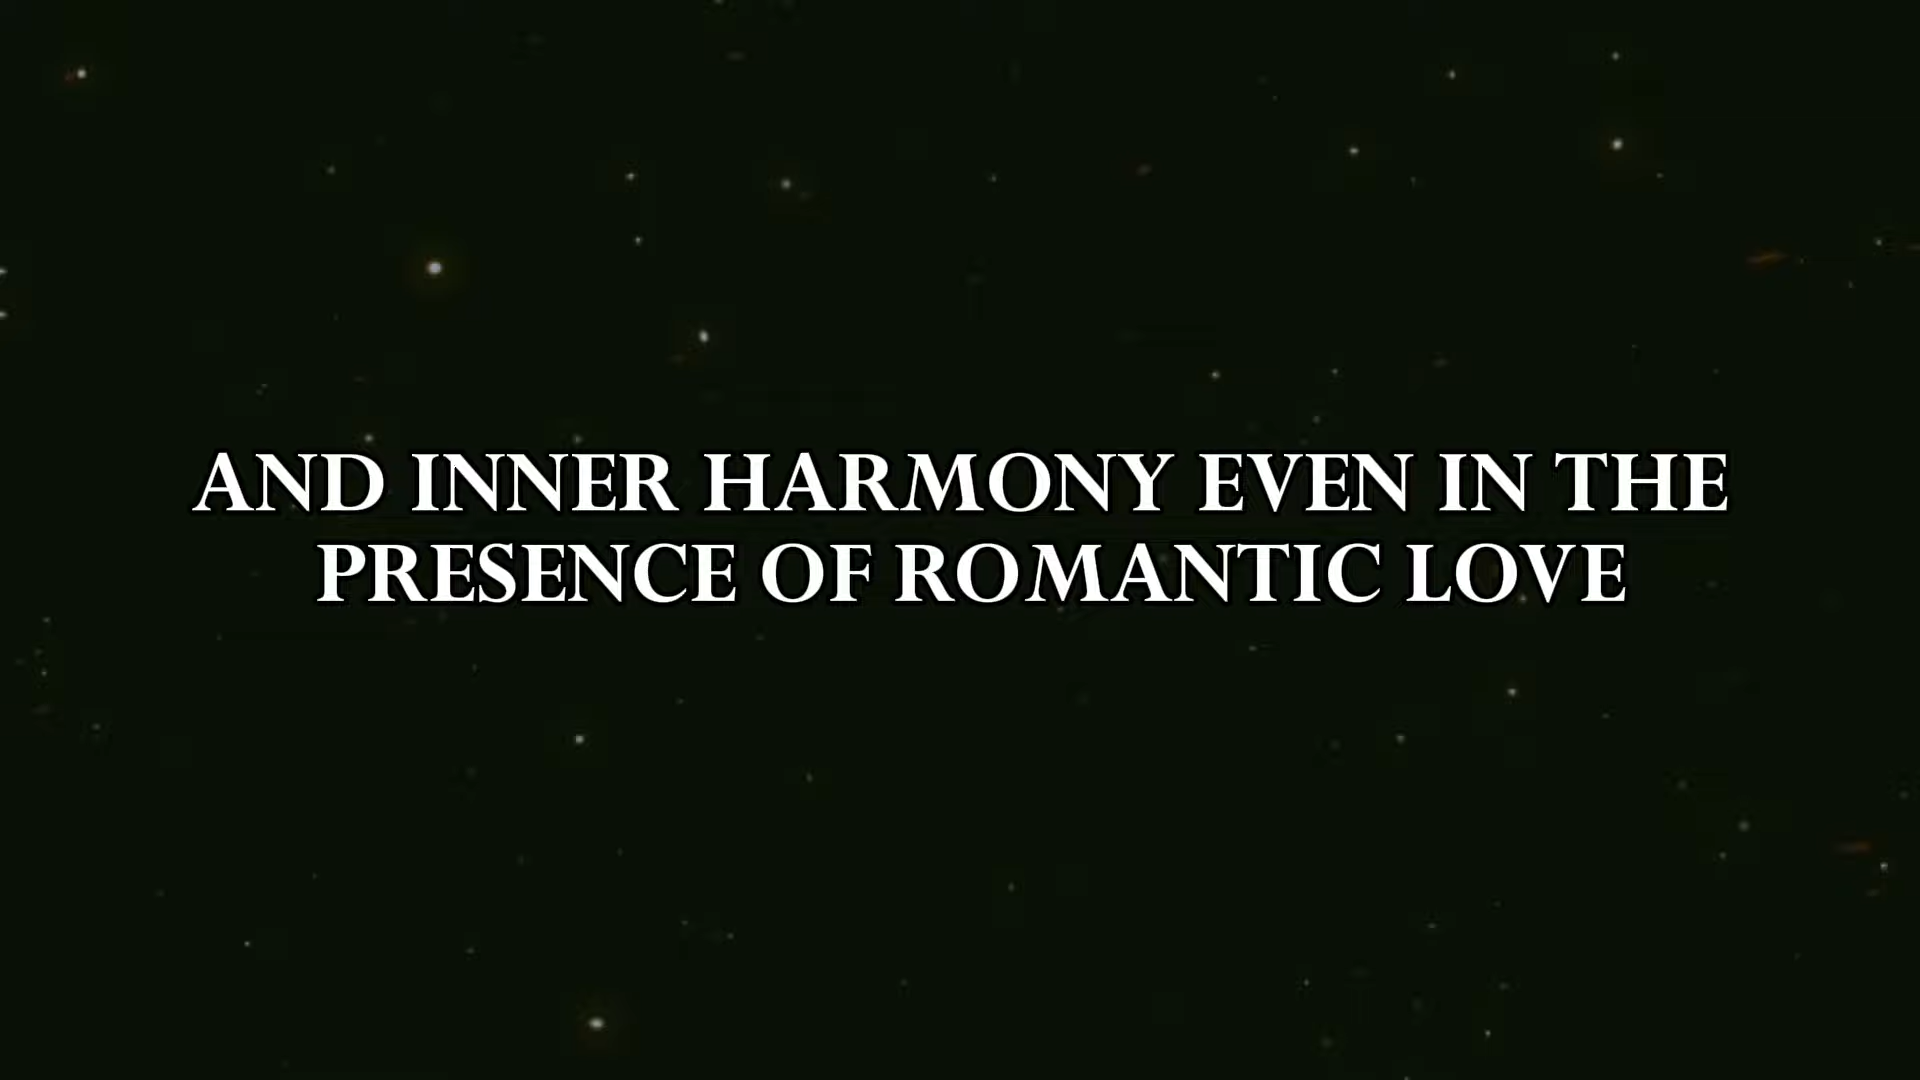 AND INNER HARMONY EVEN IN THE
PRESENCE OF ROMANTIC LOVE